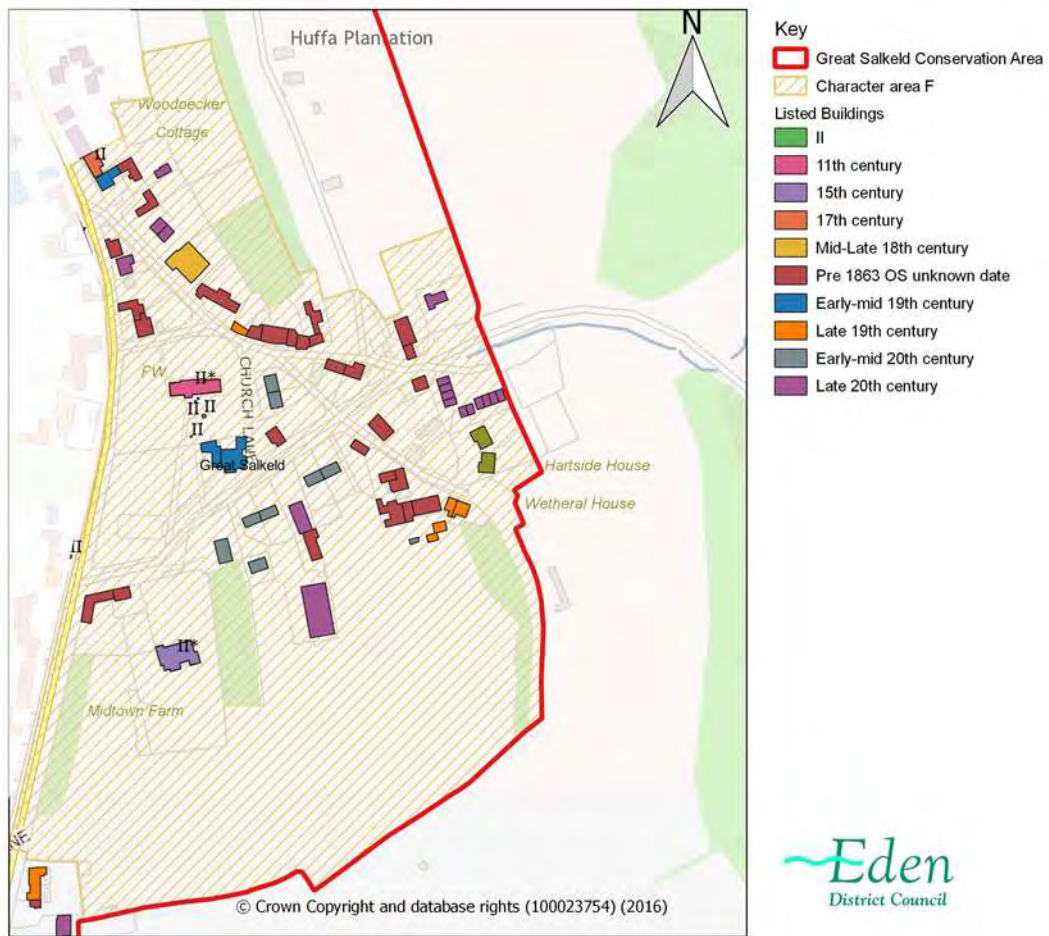 Huffa Plantation
N
Woodpecker
Cottage
II
PW
II*
II II
II
CHURCH LANE
Great Salkeld
Hartside House
Wetheral House
II
II*
Midtown Farm
NE
© Crown Copyright and database rights (100023754) (2016)
Key
Great Salkeld Conservation Area
Character area F
Listed Buildings
II
11th century
15th century
17th century
Mid-Late 18th century
Pre 1863 OS unknown date
Early-mid 19th century
Late 19th century
Early-mid 20th century
Late 20th century
Eden
District Council